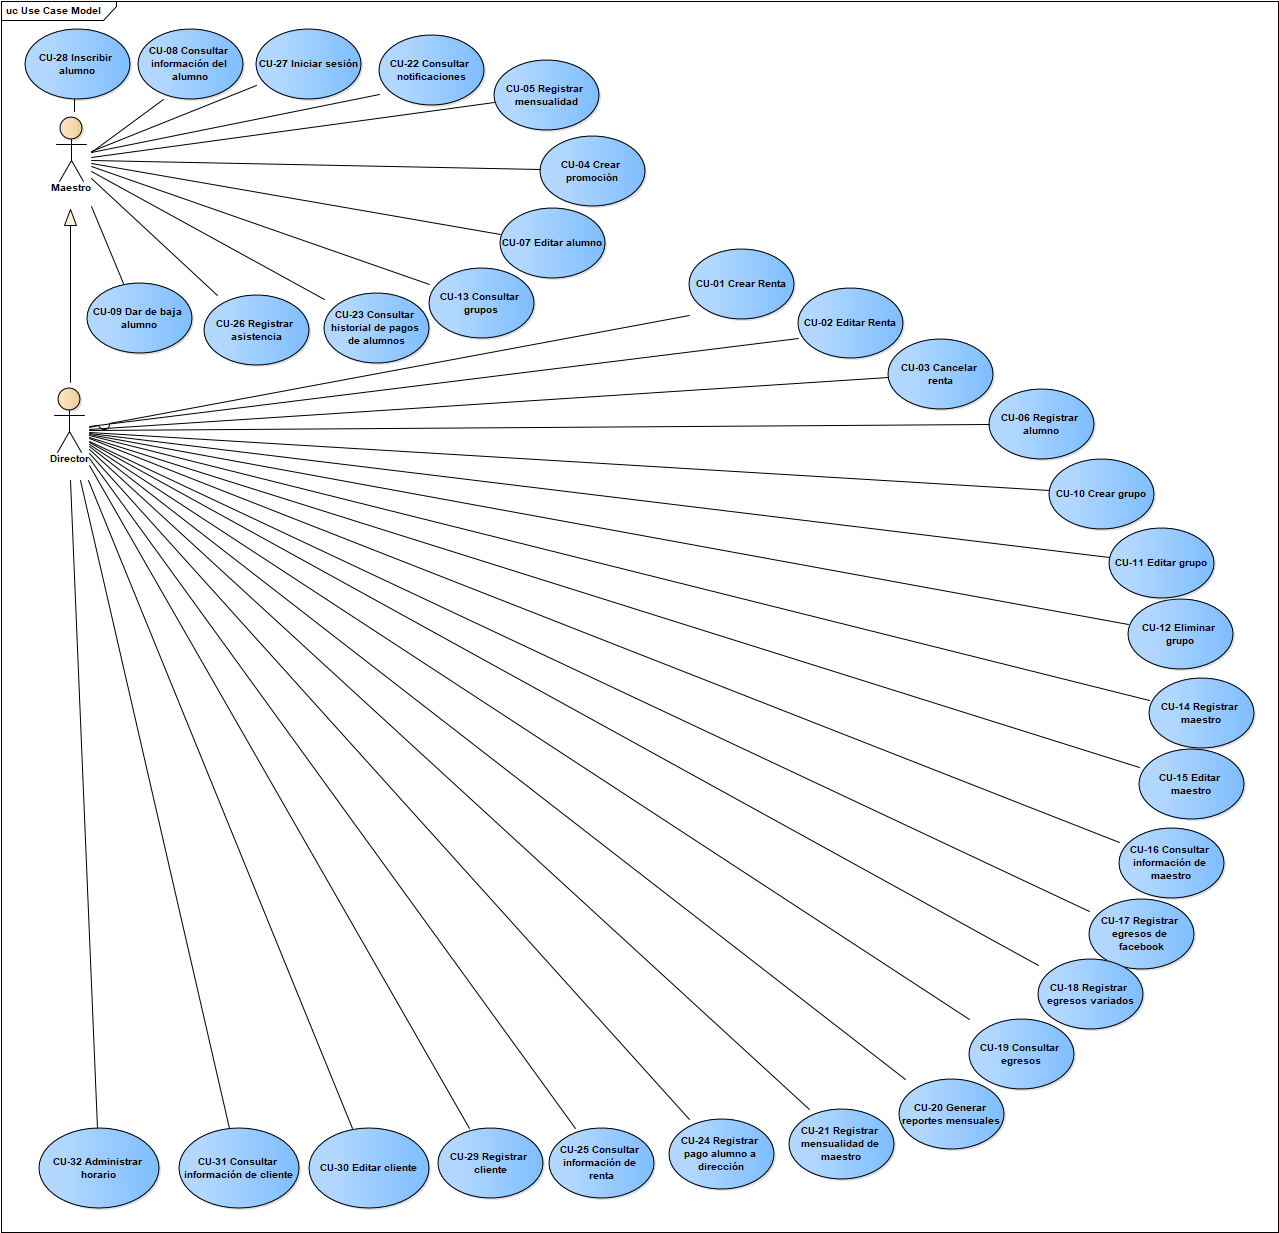 uc Use Case Model
CU-28 Inscribir
alumno
CU-08 Consultar
información del
alumno
CU-27 Iniciar sesión
CU-22 Consultar
notificaciones
CU-05 Registrar
mensualidad
CU-04 Crear
promoción
Maestro
CU-07 Editar alumno
CU-13 Consultar
grupos
CU-09 Dar de baja
alumno
CU-26 Registrar
asistencia
CU-23 Consultar
historial de pagos
de alumnos
CU-01 Crear Renta
CU-02 Editar Renta
CU-03 Cancelar
renta
CU-06 Registrar
alumno
Director
CU-10 Crear grupo
CU-11 Editar grupo
CU-12 Eliminar
grupo
CU-14 Registrar
maestro
CU-15 Editar
maestro
CU-16 Consultar
información de
maestro
CU-17 Registrar
egresos de
facebook
CU-18 Registrar
egresos variados
CU-19 Consultar
egresos
CU-20 Generar
reportes mensuales
CU-21 Registrar
mensualidad de
maestro
CU-24 Registrar
pago alumno a
dirección
CU-25 Consultar
información de
renta
CU-29 Registrar
cliente
CU-30 Editar cliente
CU-31 Consultar
información de cliente
CU-32 Administrar
horario